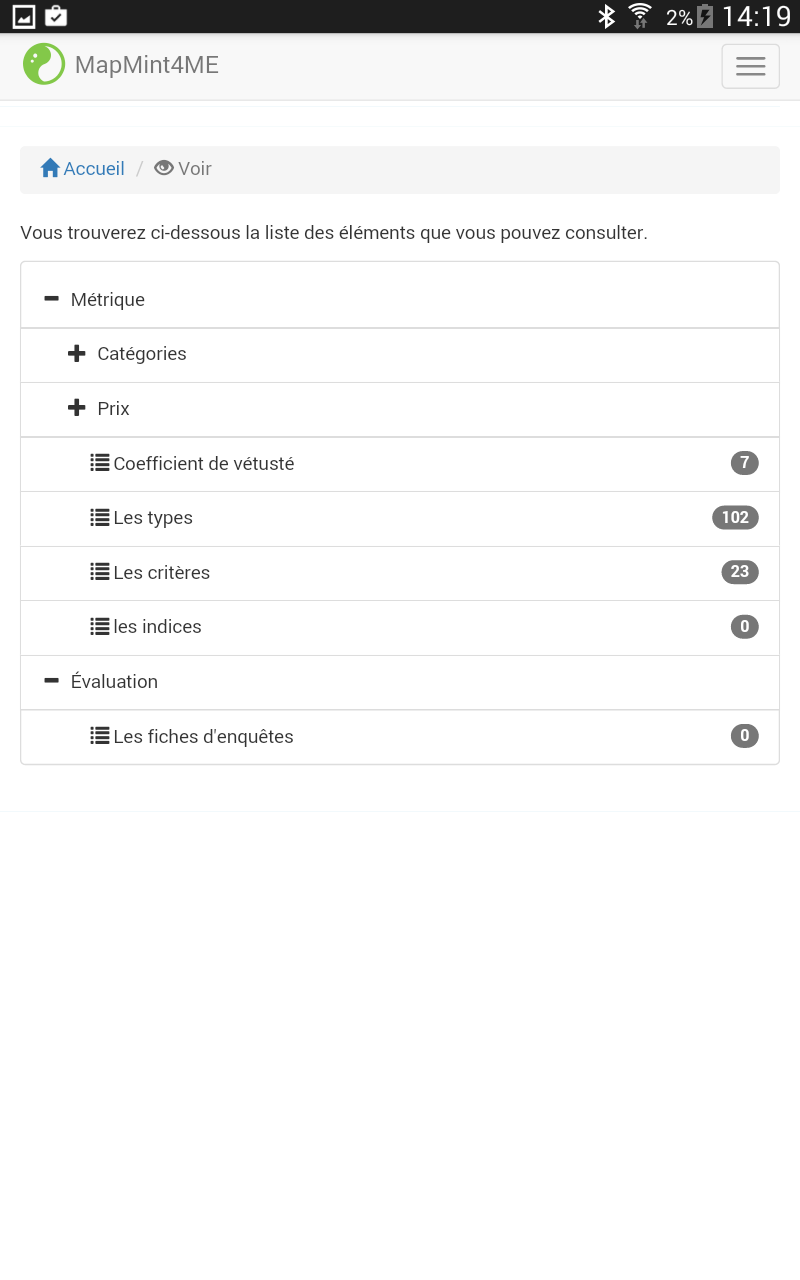 2% 14:19
MapMint4ME
Accueil / Voir
Vous trouverez ci-dessous la liste des éléments que vous pouvez consulter.
Métrique
Catégories
Prix
Coefficient de vétusté 7
Les types 102
Les critères 23
les indices 0
Évaluation
Les fiches d'enquêtes 0